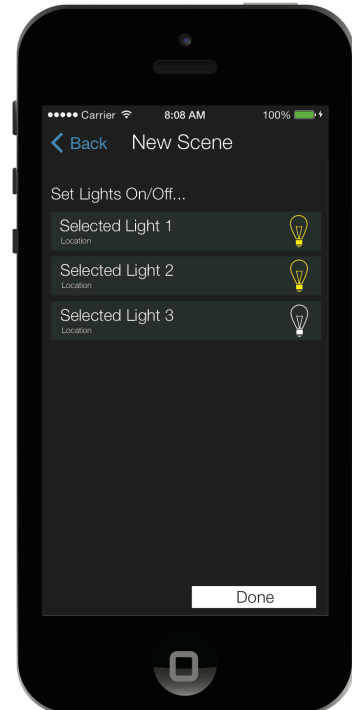 Carrier 8:08 AM 100%
Back New Scene
Set Lights On/Off...
Selected Light 1
Location
Selected Light 2
Location
Selected Light 3
Location
Done